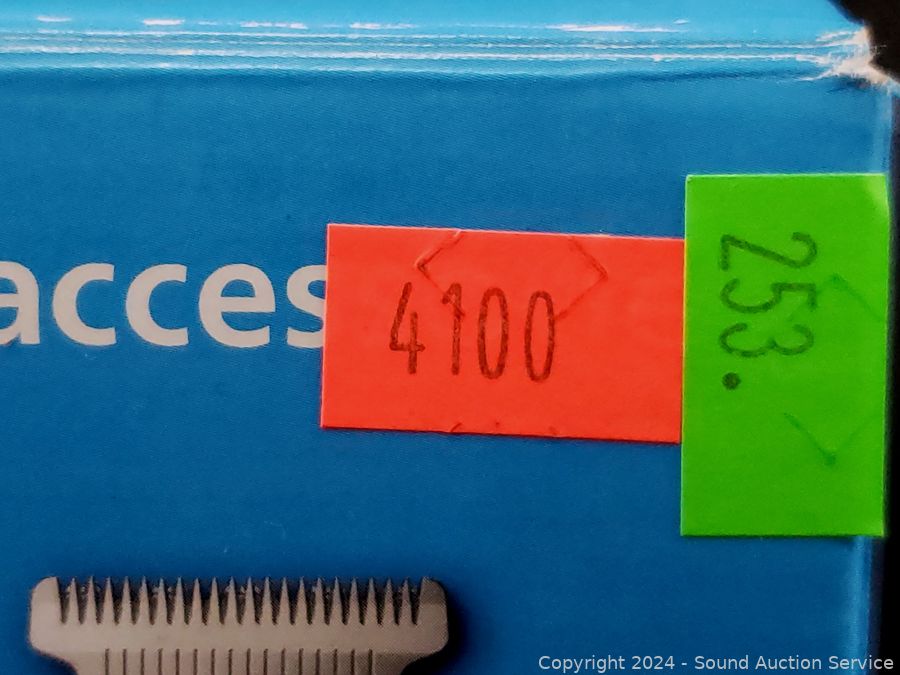 acces
4100
253.
Copyright 2024 - Sound Auction Service